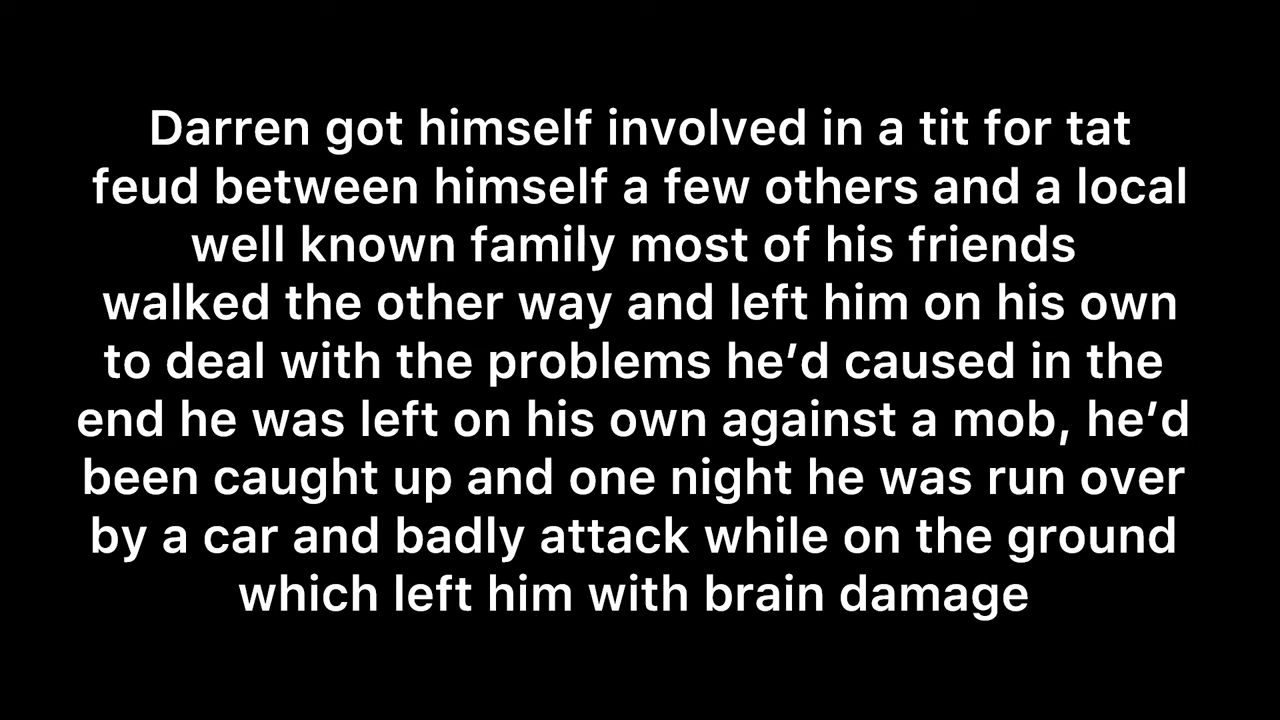 Darren got himself involved in a tit for tat
feud between himself a few others and a local
well known family most of his friends
walked the other way and left him on his own
to deal with the problems he’d caused in the
end he was left on his own against a mob, he’d
been caught up and one night he was run over
by a car and badly attack while on the ground
which left him with brain damage